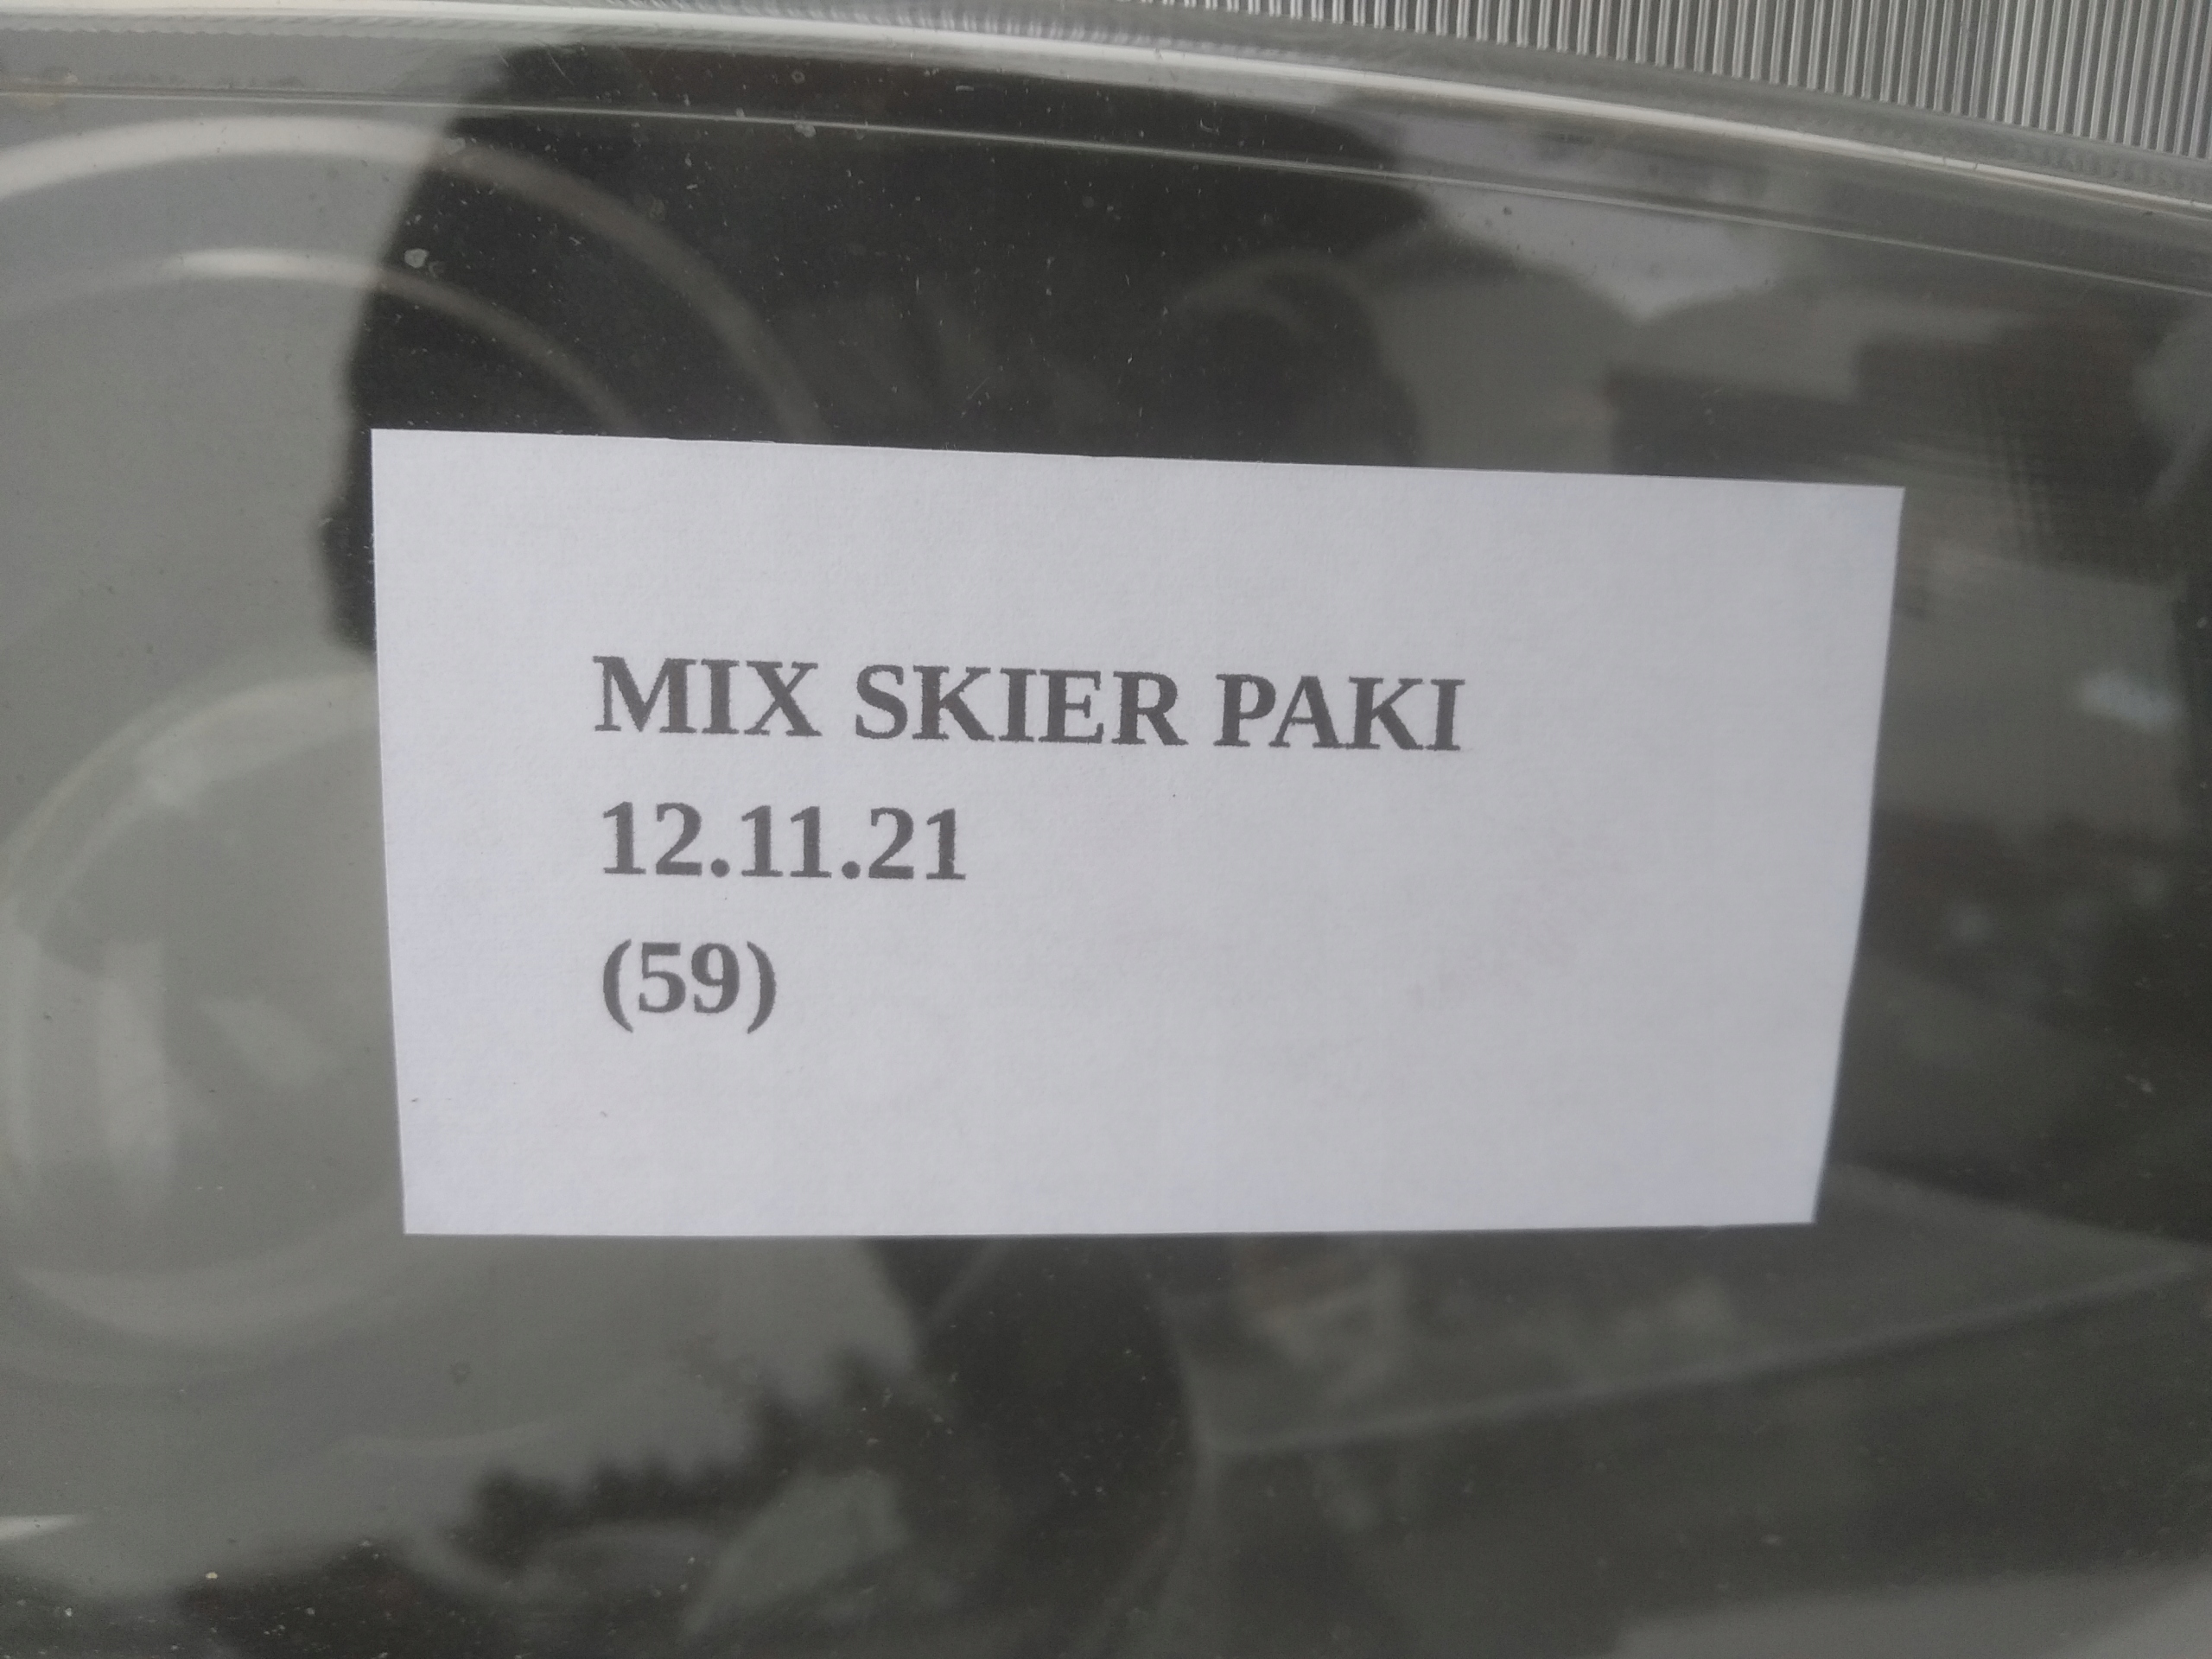 MIX SKIER PAKI
12.11.21
(59)